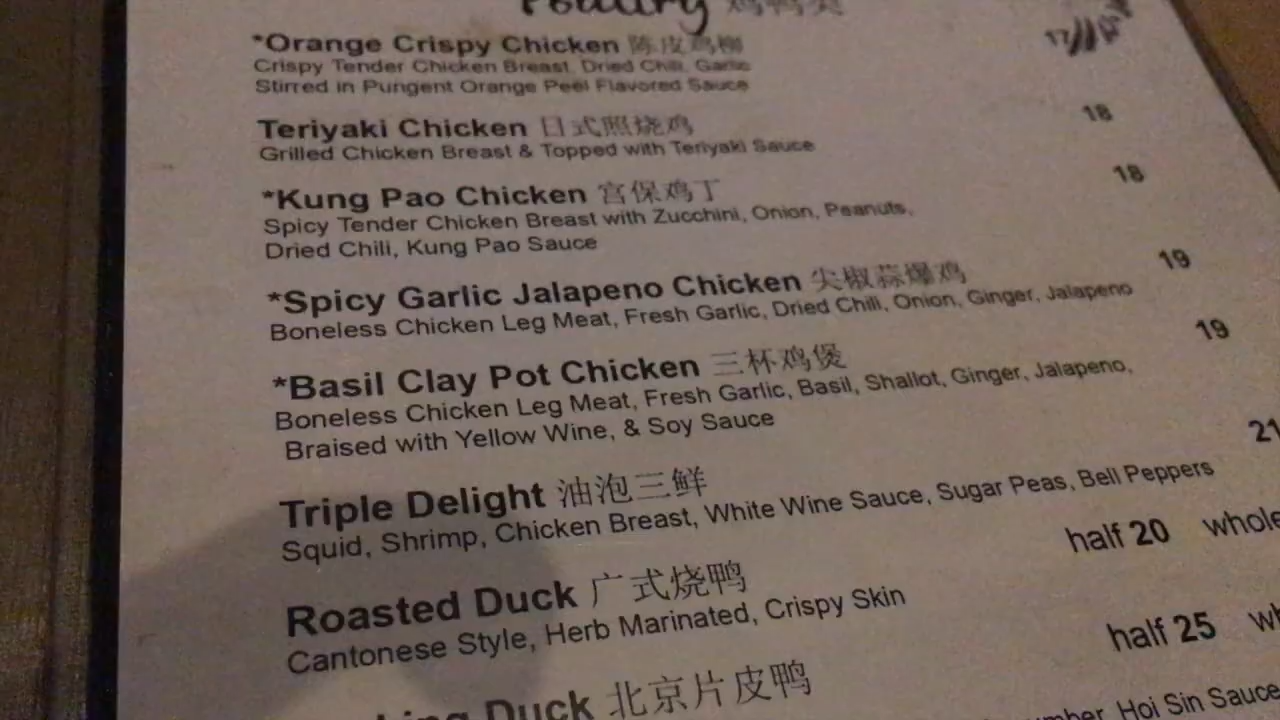 Poultry 鸡鸭类
*Orange Crispy Chicken 陈皮鸡柳
17
Crispy Tender Chicken Breast, Dried Chili, Garlic
Stirred in Pungent Orange Peel Flavored Sauce
Teriyaki Chicken 日式照烧鸡 18
Grilled Chicken Breast & Topped with Teriyaki Sauce
*Kung Pao Chicken 宫保鸡丁 18
Spicy Tender Chicken Breast with Zucchini, Onion, Peanuts,
Dried Chili, Kung Pao Sauce
*Spicy Garlic Jalapeno Chicken 尖椒蒜爆鸡 19
Boneless Chicken Leg Meat, Fresh Garlic, Dried Chili, Onion, Ginger, Jalapeno
*Basil Clay Pot Chicken 三杯鸡煲 19
Boneless Chicken Leg Meat, Fresh Garlic, Basil, Shallot, Ginger, Jalapeno,
Braised with Yellow Wine, & Soy Sauce
Triple Delight 油泡三鲜 21
Squid, Shrimp, Chicken Breast, White Wine Sauce, Sugar Peas, Bell Peppers
Roasted Duck 广式烧鸭 half 20 whole
Cantonese Style, Herb Marinated, Crispy Skin
Duck 北京片皮鸭 half 25
Hoi Sin Sauce